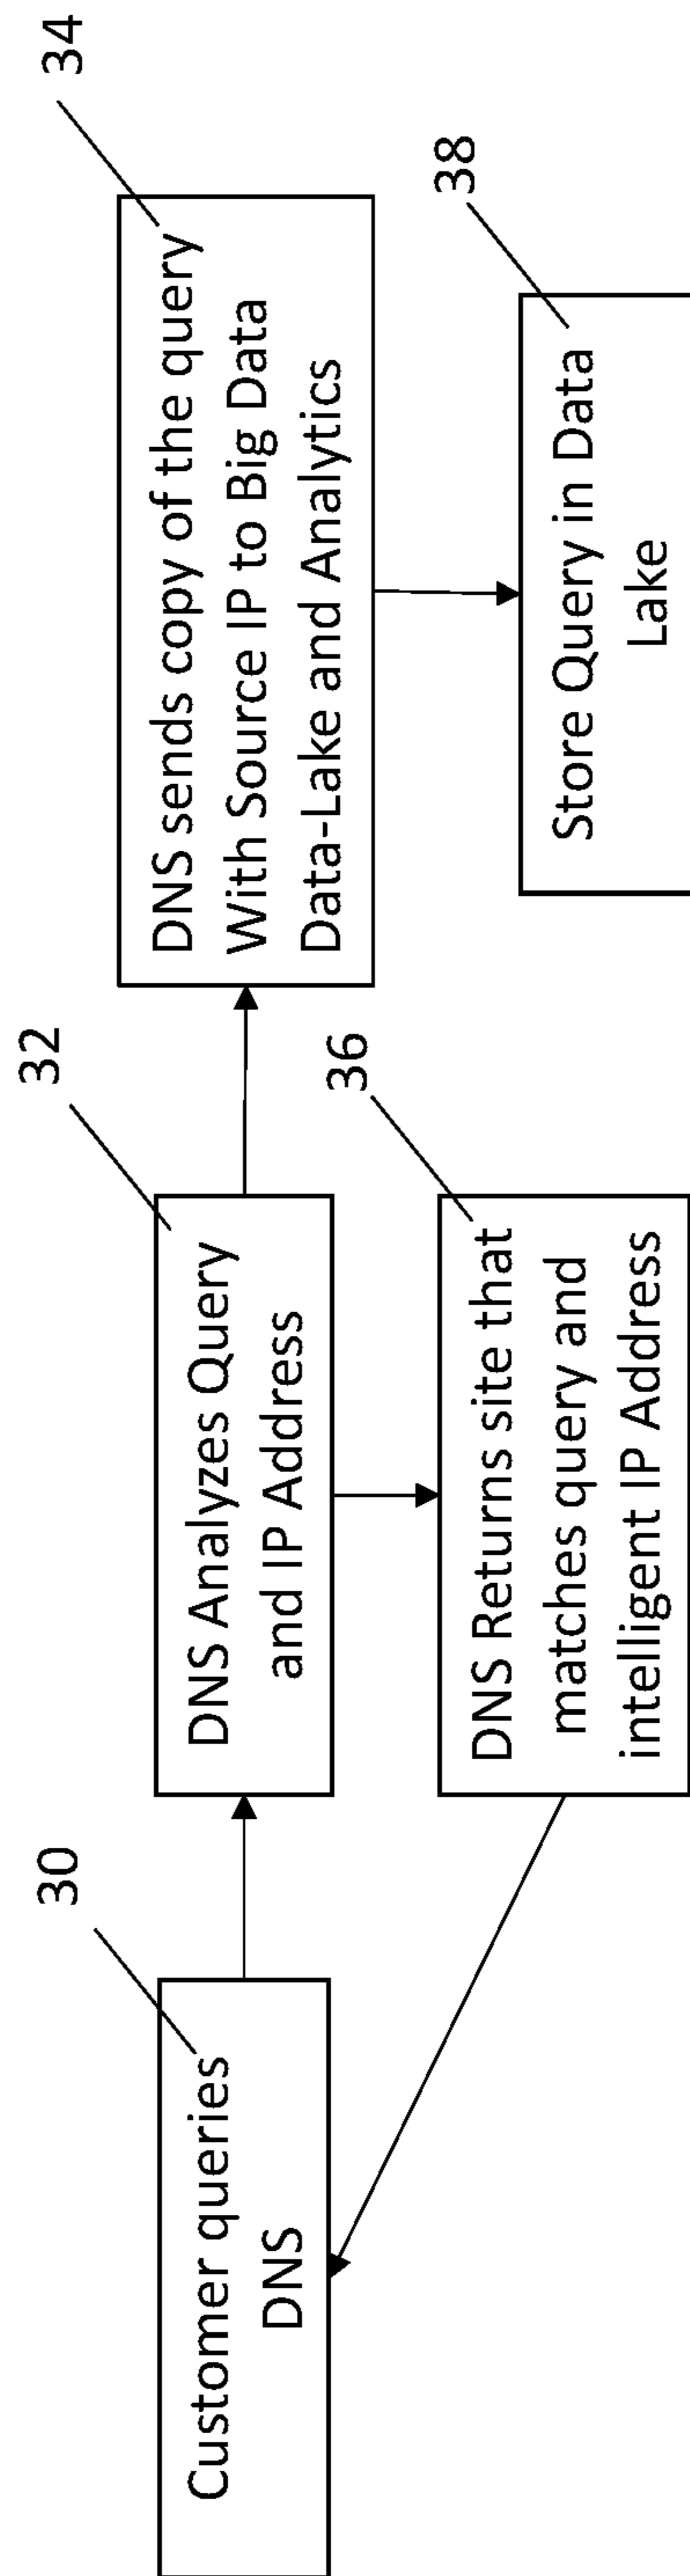 30
Customer queries
DNS
32
DNS Analyzes Query
and IP Address
34
DNS sends copy of the query
With Source IP to Big Data
Data-Lake and Analytics
36
DNS Returns site that
matches query and
intelligent IP Address
38
Store Query in Data
Lake